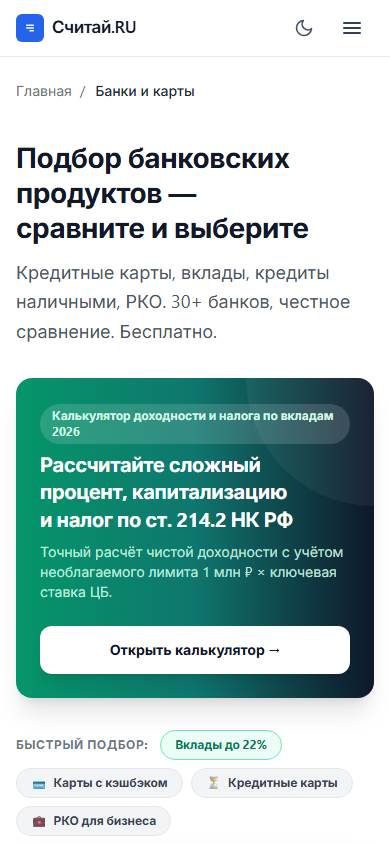 Считай.RU
Главная / Банки и карты
Подбор банковских
продуктов —
сравните и выберите
Кредитные карты, вклады, кредиты
наличными, РКО. 30+ банков, честное
сравнение. Бесплатно.
Калькулятор доходности и налога по вкладам
2026
Рассчитайте сложный
процент, капитализацию
и налог по ст. 214.2 НК РФ
Точный расчёт чистой доходности с учётом
необлагаемого лимита 1 млн ₽ × ключевая
ставка ЦБ.
Открыть калькулятор →
БЫСТРЫЙ ПОДБОР: Вклады до 22%
Карты с кэшбэком Кредитные карты
РКО для бизнеса